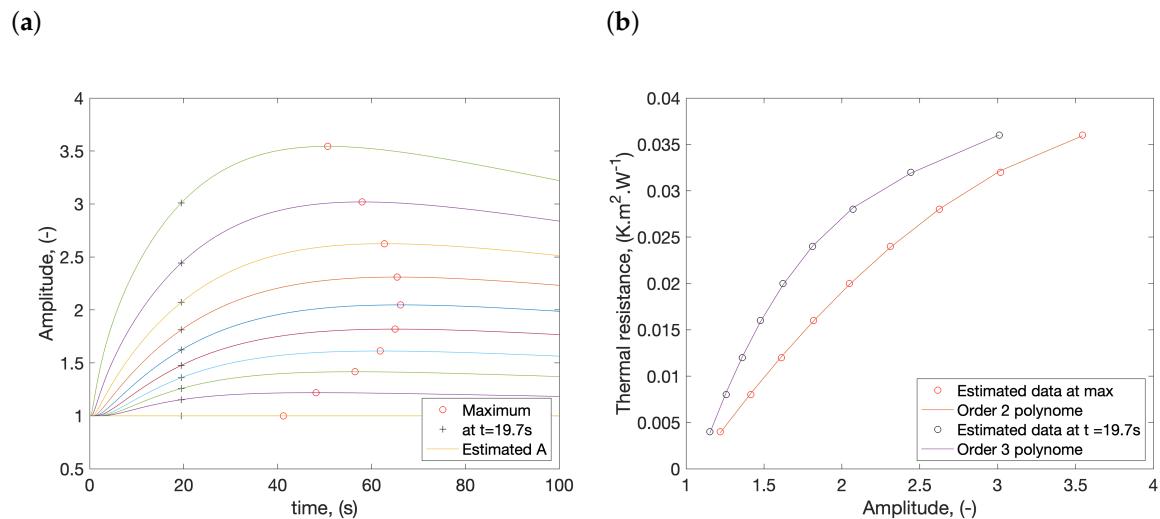 (a)
4
3.5
3
2.5
2
1.5
1
0.5
0
20
40
60
80
100
Amplitude, (-)
time, (s)
Maximum
at t=19.7s
Estimated A
(b)
0.04
0.035
0.03
0.025
0.02
0.015
0.01
0.005
0
1
1.5
2
2.5
3
3.5
4
Thermal resistance, (K.m².W⁻¹)
Amplitude, (-)
Estimated data at max
Order 2 polynome
Estimated data at t =19.7s
Order 3 polynome